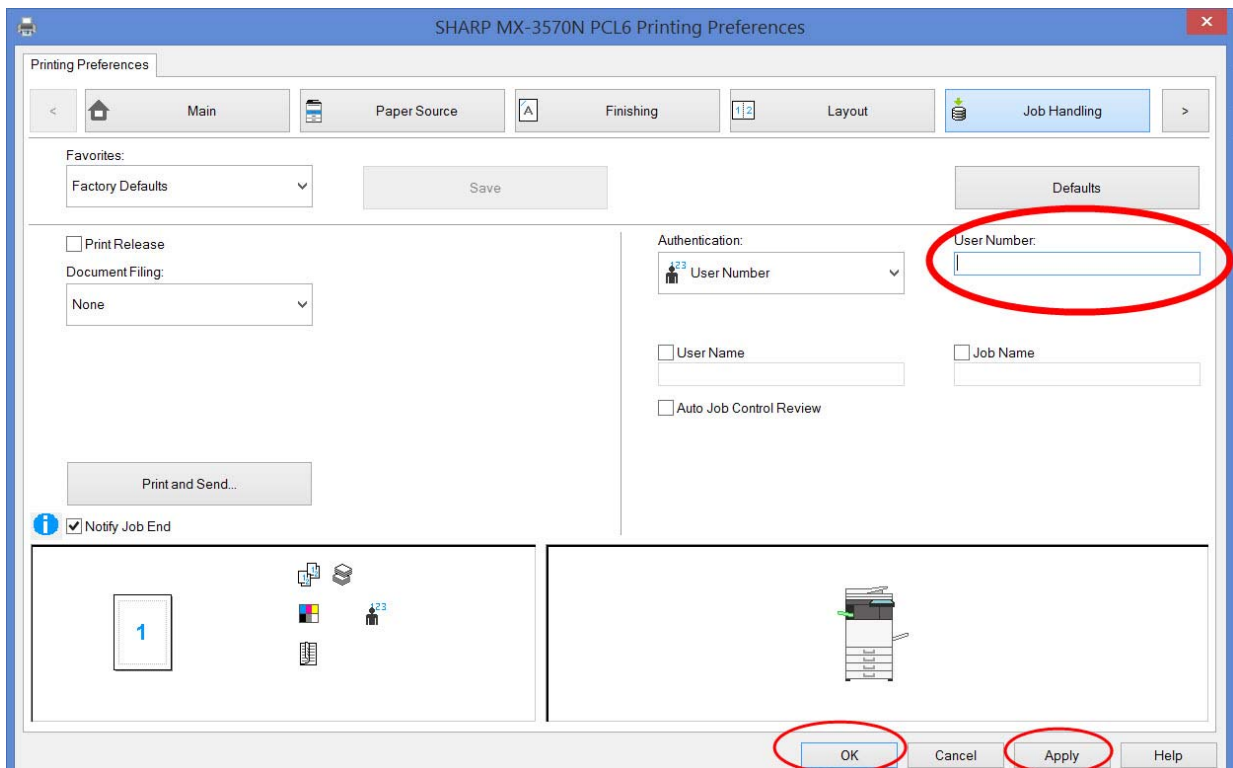 SHARP MX-3570N PCL6 Printing Preferences
Printing Preferences
< Main Paper Source Finishing Layout Job Handling >
Favorites:
Factory Defaults Save Defaults
Print Release Authentication: User Number:
123 User Number
Document Filing:
None
User Name Job Name
Auto Job Control Review
Print and Send...
Notify Job End
1 123
OK Cancel Apply Help